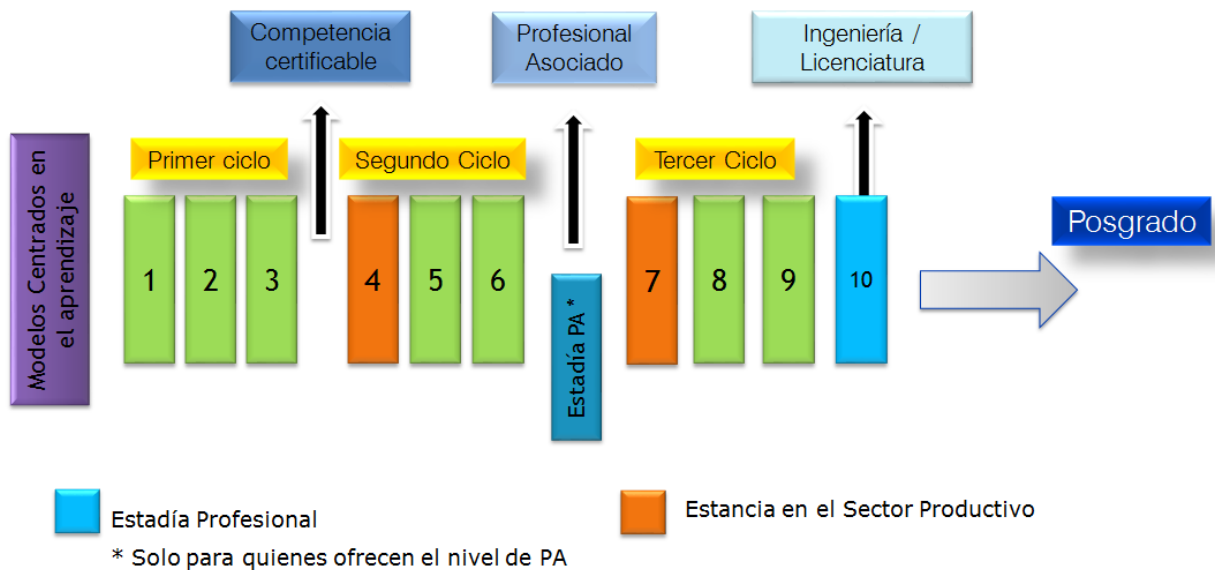 Competencia
certificable
Profesional
Asociado
Ingeniería /
Licenciatura
Modelos Centrados en
el aprendizaje
Primer ciclo
Segundo Ciclo
Tercer Ciclo
1
2
3
4
5
6
Estadía PA *
7
8
9
10
Posgrado
Estadía Profesional
* Solo para quienes ofrecen el nivel de PA
Estancia en el Sector Productivo